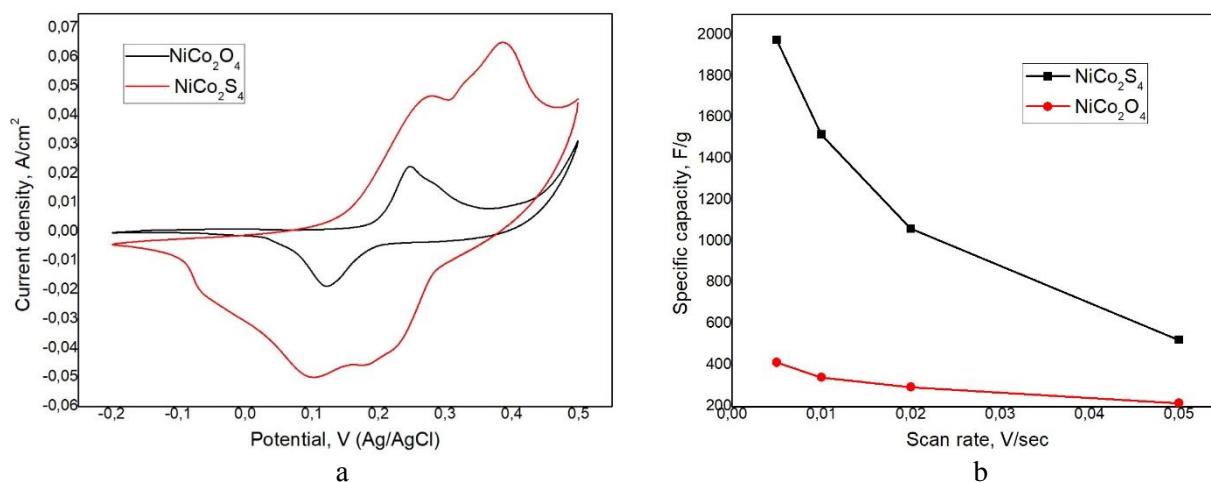 0,07
0,06
0,05
0,04
0,03
0,02
0,01
0,00
-0,01
-0,02
-0,03
-0,04
-0,05
-0,06
Current density, A/cm²
NiCo₂O₄
NiCo₂S₄
-0,2 -0,1 0,0 0,1 0,2 0,3 0,4 0,5
Potential, V (Ag/AgCl)
a
2000
1800
1600
1400
1200
1000
800
600
400
200
Specific capacity, F/g
NiCo₂S₄
NiCo₂O₄
0,00 0,01 0,02 0,03 0,04 0,05
Scan rate, V/sec
b